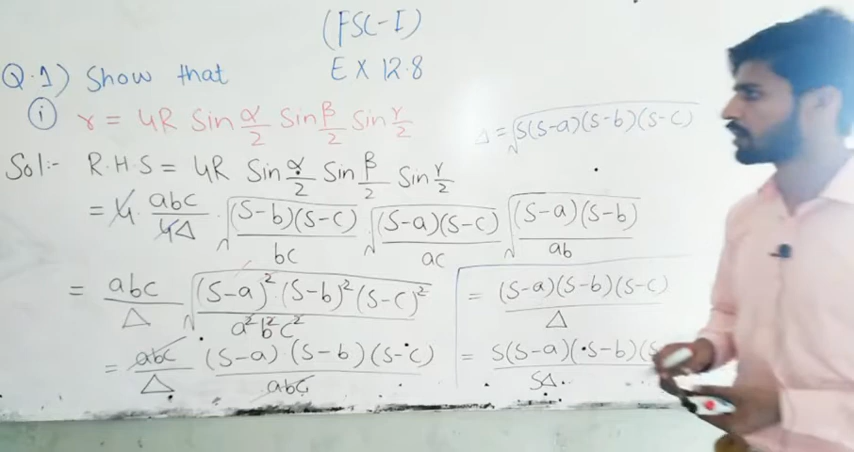 (FSC-I)
Q.1) Show that EX 12.8
(i) r = 4R Sin α/2 Sin β/2 Sin γ/2
Δ = √(S(S-a)(S-b)(S-c))
Sol:- R.H.S = 4R Sin α/2 Sin β/2 Sin γ/2
= 4. abc/4Δ . √((S-b)(S-c)/bc) √((S-a)(S-c)/ac) √((S-a)(S-b)/ab)
= abc/Δ √((S-a)² (S-b)² (S-c)²/a²b²c²)
= abc/Δ (S-a) (S-b) (S-c)/abc
= (S-a)(S-b)(S-c)/Δ
= S(S-a)(S-b)(S/SΔ.